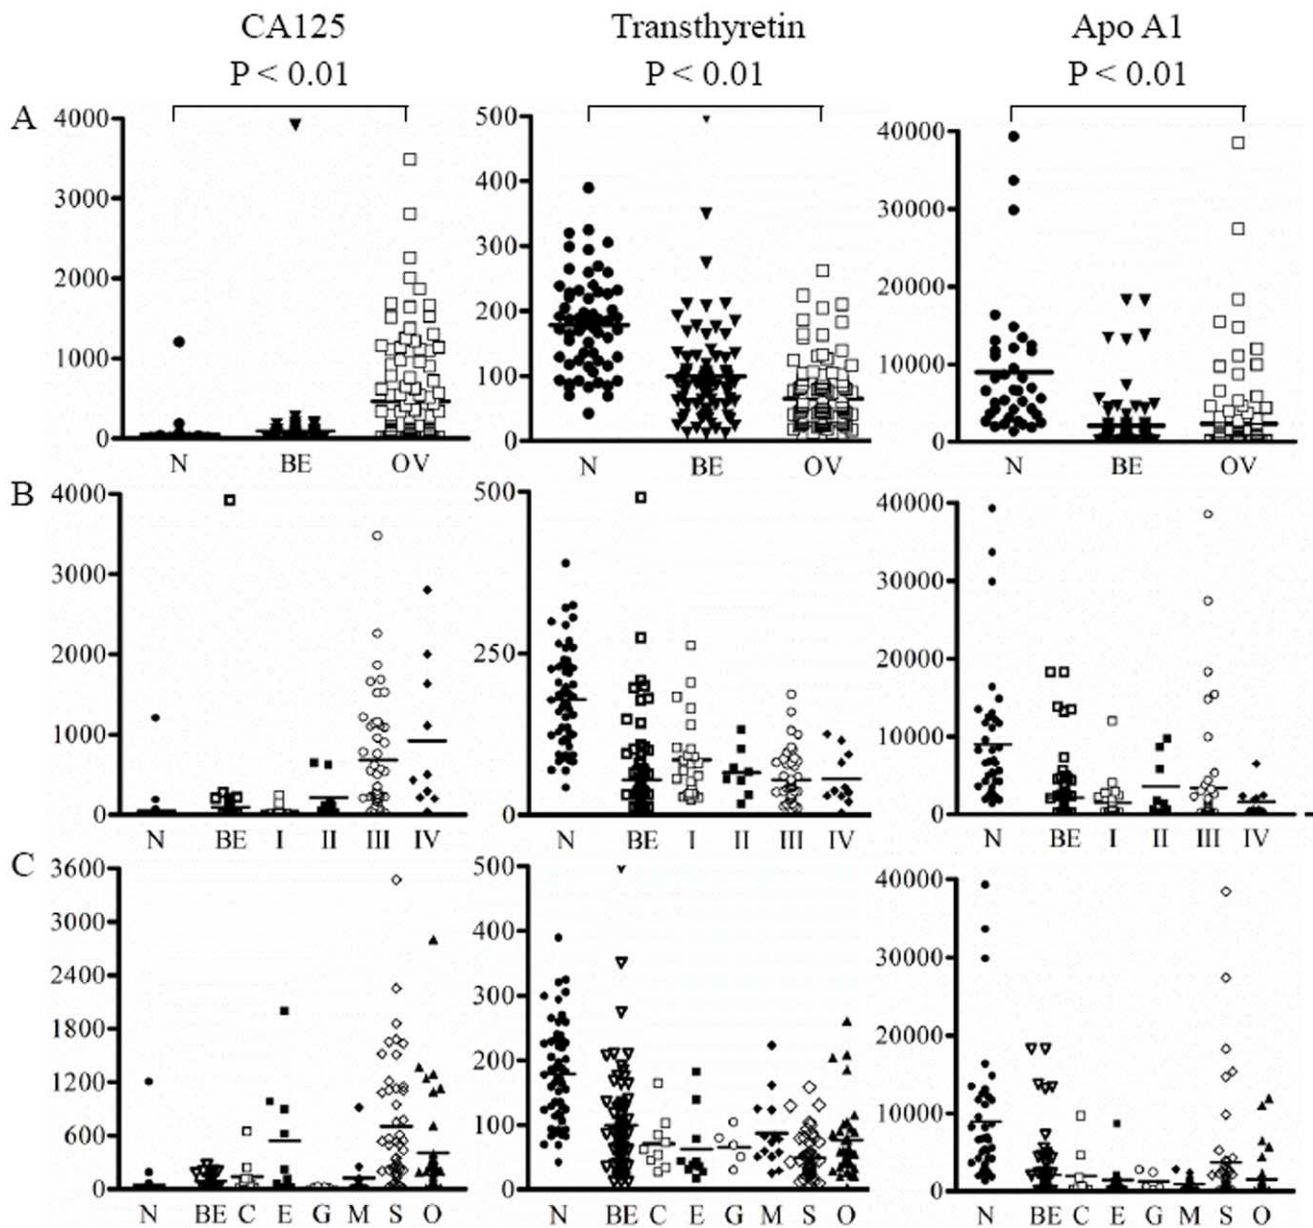 CA125 Transthyretin Apo A1
P < 0.01 P < 0.01 P < 0.01
A
4000 500 40000
3000 400 30000
2000 300 20000
1000 200 10000
0 100 0
0
N BE OV N BE OV N BE OV
B
4000 500 40000
3000 250 30000
2000 0 20000
1000 10000
0 0
N BE I II III IV N BE I II III IV N BE I II III IV
C
3600 500 40000
3000 400 30000
2400 300 20000
1800 200 10000
1200 100 0
600 0
0
N BE C E G M S O N BE C E G M S O N BE C E G M S O